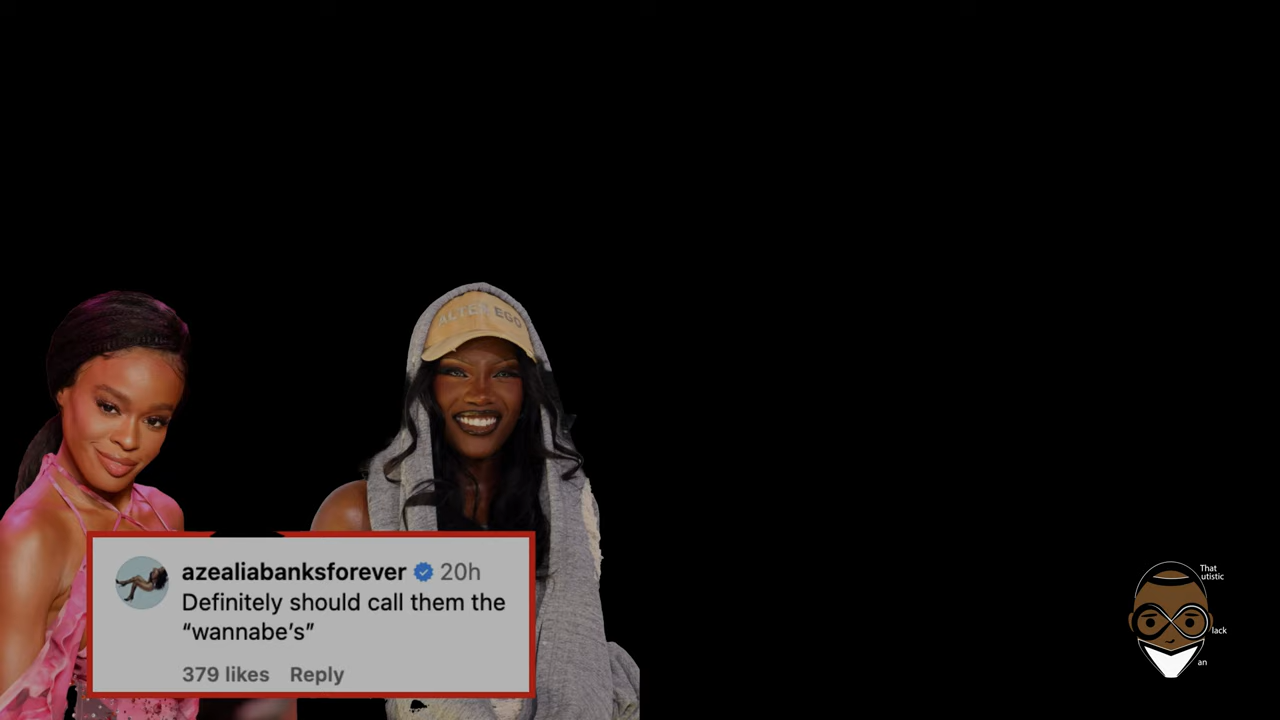 ALTER EGO
azealiabanksforever 20h
Definitely should call them the
“wannabe’s”
379 likes Reply
That
utistic
lack
an